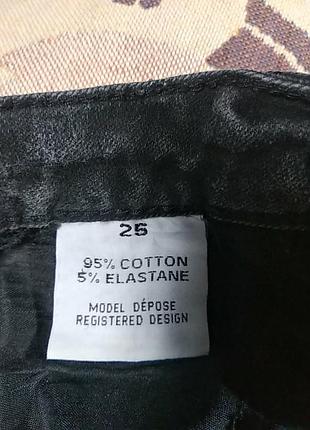 25
95% COTTON
5% ELASTANE
MODEL DÉPOSE
REGISTERED DESIGN